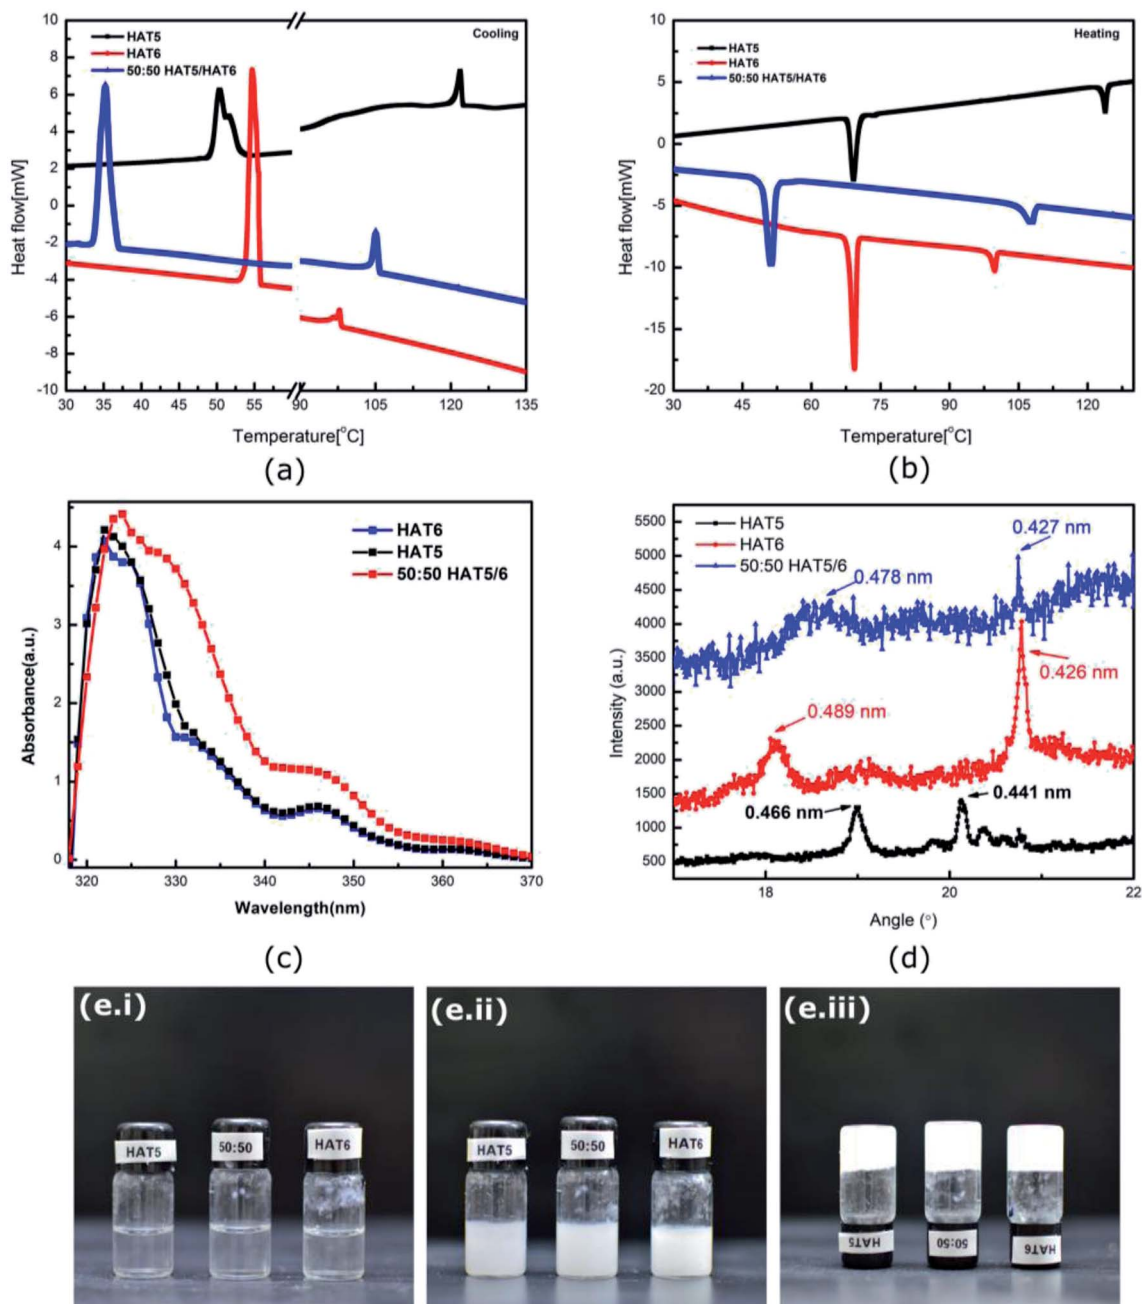 HAT5
HAT6
50:50 HAT5/HAT6
Cooling
10
8
6
4
2
0
-2
-4
-6
-8
-10
Heat flow[mW]
30 35 40 45 50 55 90 105 120 135
Temperature[°C]
(a)
HAT5
HAT6
50:50 HAT5/HAT6
Heating
10
5
0
-5
-10
-15
-20
Heat flow[mW]
30 45 60 75 90 105 120
Temperature[°C]
(b)
HAT6
HAT5
50:50 HAT5/6
4
3
2
1
0
Absorbance(a.u.)
320 330 340 350 360 370
Wavelength(nm)
(c)
HAT5
HAT6
50:50 HAT5/6
0.427 nm
0.478 nm
0.426 nm
0.489 nm
0.441 nm
0.466 nm
5500
5000
4500
4000
3500
3000
2500
2000
1500
1000
500
Intensity (a.u.)
18 20 22
Angle (°)
(d)
(e.i)
HAT5 50:50 HAT6
(e.ii)
HAT5 50:50 HAT6
(e.iii)
HAT5 50:50 HAT6